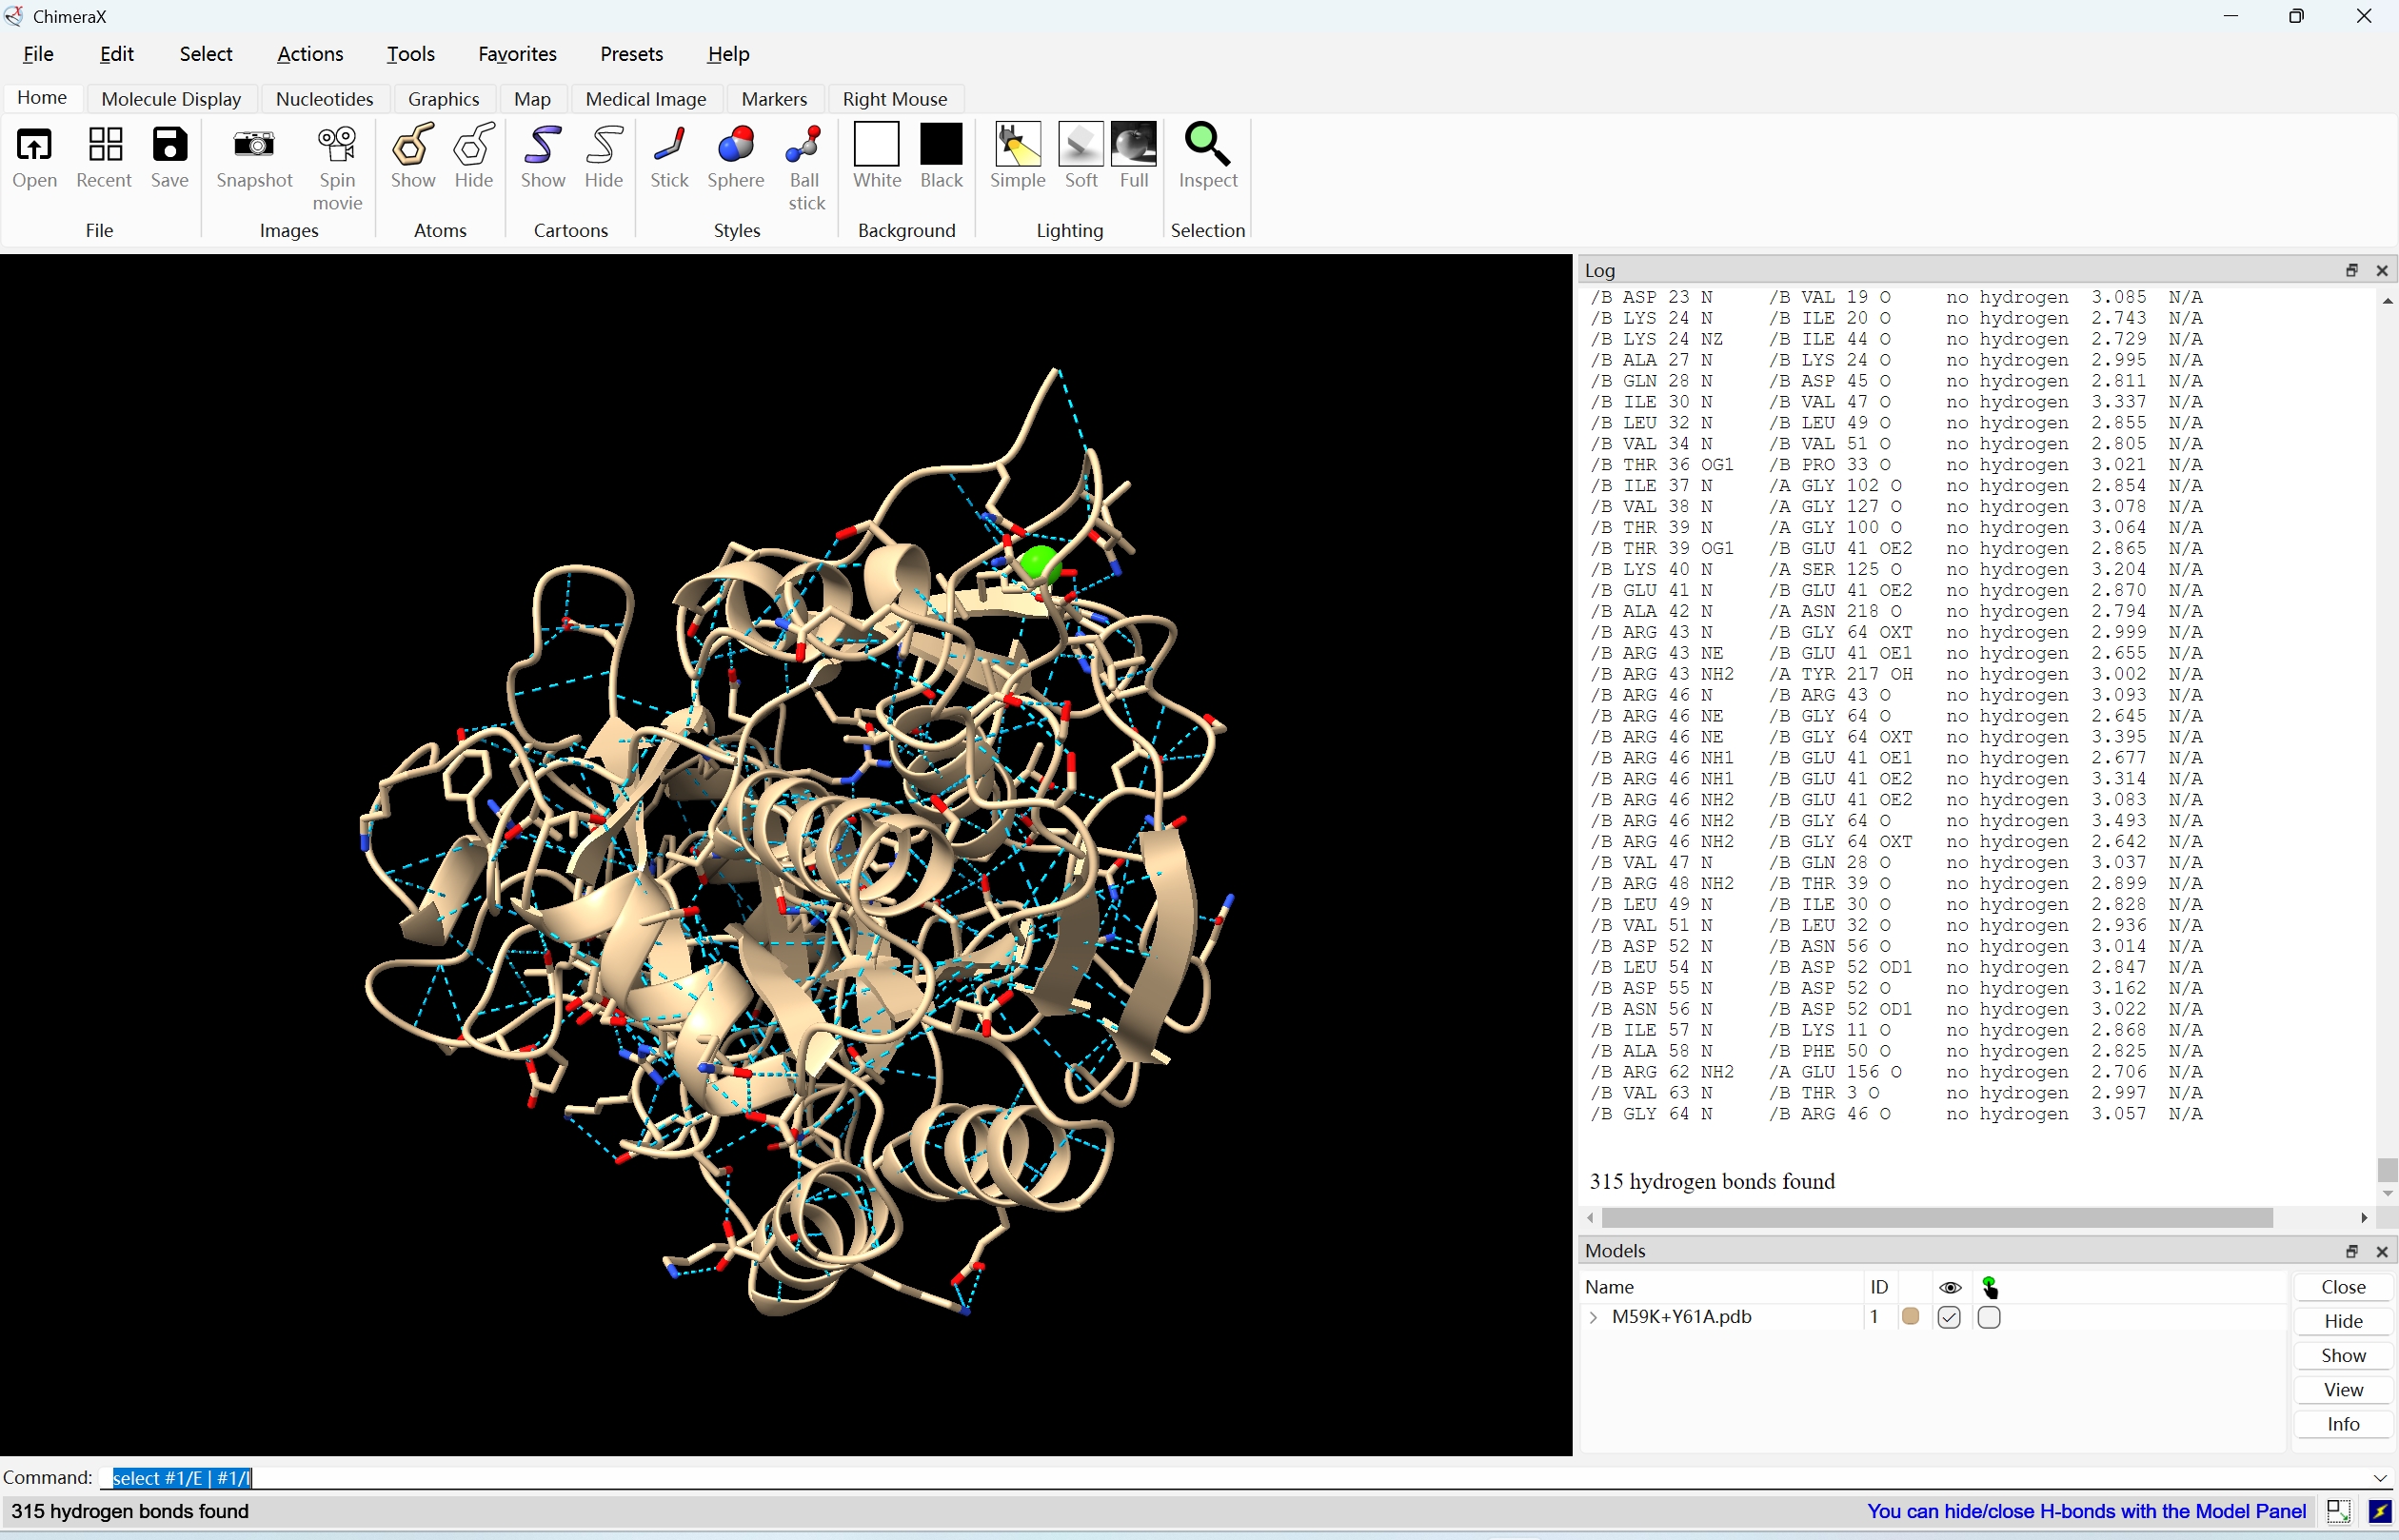 ChimeraX
File Edit Select Actions Tools Favorites Presets Help
Home Molecule Display Nucleotides Graphics Map Medical Image Markers Right Mouse
Open Recent Save Snapshot Spin movie Show Hide Show Hide Stick Sphere Ball stick White Black Simple Soft Full Inspect
File Images Atoms Cartoons Styles Background Lighting Selection
Log
/B ASP 23 N /B VAL 19 O no hydrogen 3.085 N/A
/B LYS 24 N /B ILE 20 O no hydrogen 2.743 N/A
/B LYS 24 NZ /B ILE 44 O no hydrogen 2.729 N/A
/B ALA 27 N /B LYS 24 O no hydrogen 2.995 N/A
/B GLN 28 N /B ASP 45 O no hydrogen 2.811 N/A
/B ILE 30 N /B VAL 47 O no hydrogen 3.337 N/A
/B LEU 32 N /B LEU 49 O no hydrogen 2.855 N/A
/B VAL 34 N /B VAL 51 O no hydrogen 2.805 N/A
/B THR 36 OG1 /B PRO 33 O no hydrogen 3.021 N/A
/B ILE 37 N /A GLY 102 O no hydrogen 2.854 N/A
/B VAL 38 N /A GLY 127 O no hydrogen 3.078 N/A
/B THR 39 N /A GLY 100 O no hydrogen 3.064 N/A
/B THR 39 OG1 /B GLU 41 OE2 no hydrogen 2.865 N/A
/B LYS 40 N /A SER 125 O no hydrogen 3.204 N/A
/B GLU 41 N /B GLU 41 OE2 no hydrogen 2.870 N/A
/B ALA 42 N /A ASN 218 O no hydrogen 2.794 N/A
/B ARG 43 N /B GLY 64 OXT no hydrogen 2.999 N/A
/B ARG 43 NE /B GLU 41 OE1 no hydrogen 2.655 N/A
/B ARG 43 NH2 /A TYR 217 OH no hydrogen 3.002 N/A
/B ARG 46 N /B ARG 43 O no hydrogen 3.093 N/A
/B ARG 46 NE /B GLY 64 O no hydrogen 2.645 N/A
/B ARG 46 NE /B GLY 64 OXT no hydrogen 3.395 N/A
/B ARG 46 NH1 /B GLU 41 OE1 no hydrogen 2.677 N/A
/B ARG 46 NH1 /B GLU 41 OE2 no hydrogen 3.314 N/A
/B ARG 46 NH2 /B GLU 41 OE2 no hydrogen 3.083 N/A
/B ARG 46 NH2 /B GLY 64 O no hydrogen 3.493 N/A
/B ARG 46 NH2 /B GLY 64 OXT no hydrogen 2.642 N/A
/B VAL 47 N /B GLN 28 O no hydrogen 3.037 N/A
/B ARG 48 NH2 /B THR 39 O no hydrogen 2.899 N/A
/B LEU 49 N /B ILE 30 O no hydrogen 2.828 N/A
/B VAL 51 N /B LEU 32 O no hydrogen 2.936 N/A
/B ASP 52 N /B ASN 56 O no hydrogen 3.014 N/A
/B LEU 54 N /B ASP 52 OD1 no hydrogen 2.847 N/A
/B ASP 55 N /B ASP 52 O no hydrogen 3.162 N/A
/B ASN 56 N /B ASP 52 OD1 no hydrogen 3.022 N/A
/B ILE 57 N /B LYS 11 O no hydrogen 2.868 N/A
/B ALA 58 N /B PHE 50 O no hydrogen 2.825 N/A
/B ARG 62 NH2 /A GLU 156 O no hydrogen 2.706 N/A
/B VAL 63 N /B THR 3 O no hydrogen 2.997 N/A
/B GLY 64 N /B ARG 46 O no hydrogen 3.057 N/A
315 hydrogen bonds found
Models
Name ID
M59K+Y61A.pdb 1
Close
Hide
Show
View
Info
Command: select #1/E | #1/I
315 hydrogen bonds found
You can hide/close H-bonds with the Model Panel